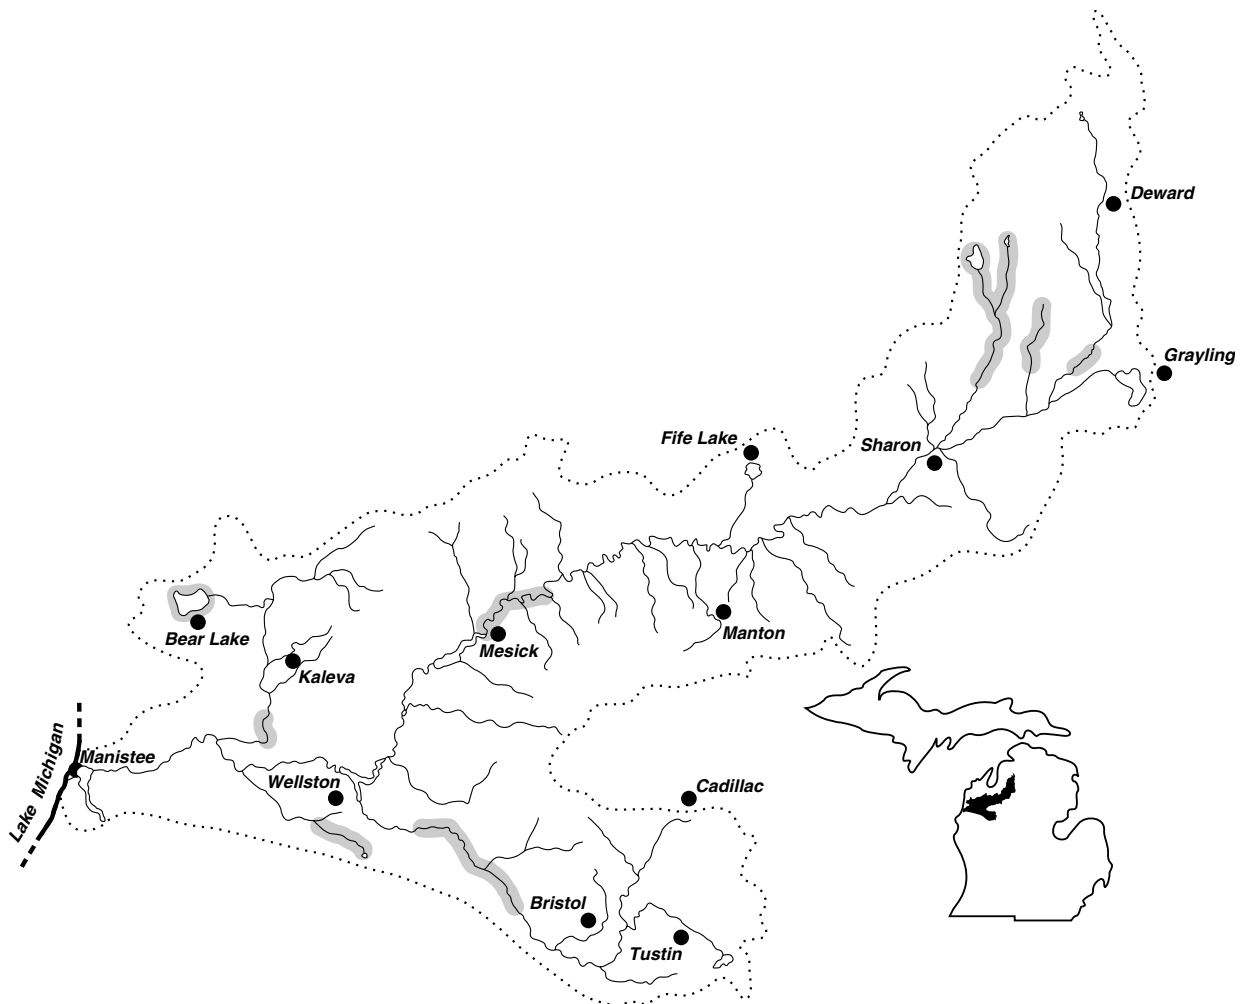 Deward
Grayling
Fife Lake
Sharon
Bear Lake
Mesick
Manton
Kaleva
Lake Michigan
Manistee
Wellston
Cadillac
Bristol
Tustin